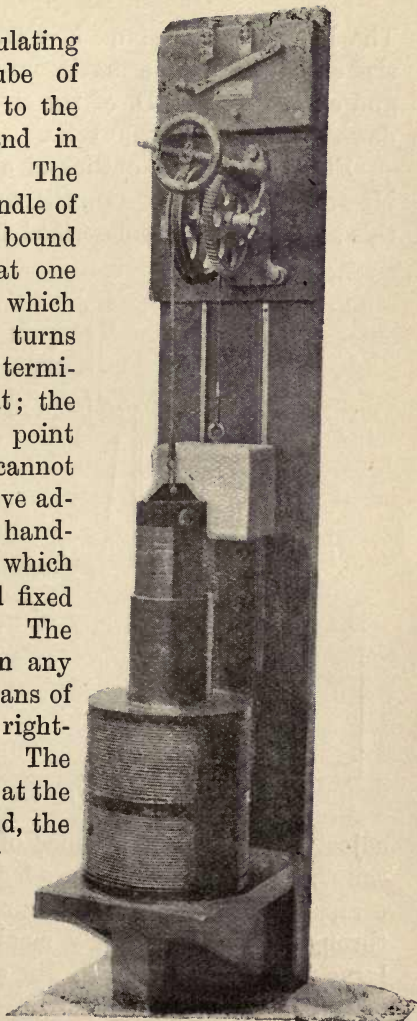 ulating
ube of
to the
nd in
The
ndle of
bound
at one
which
turns
termi-
t; the
point
cannot
ve ad-
hand-
which
l fixed
The
n any
ans of
right-
The
at the
d, the